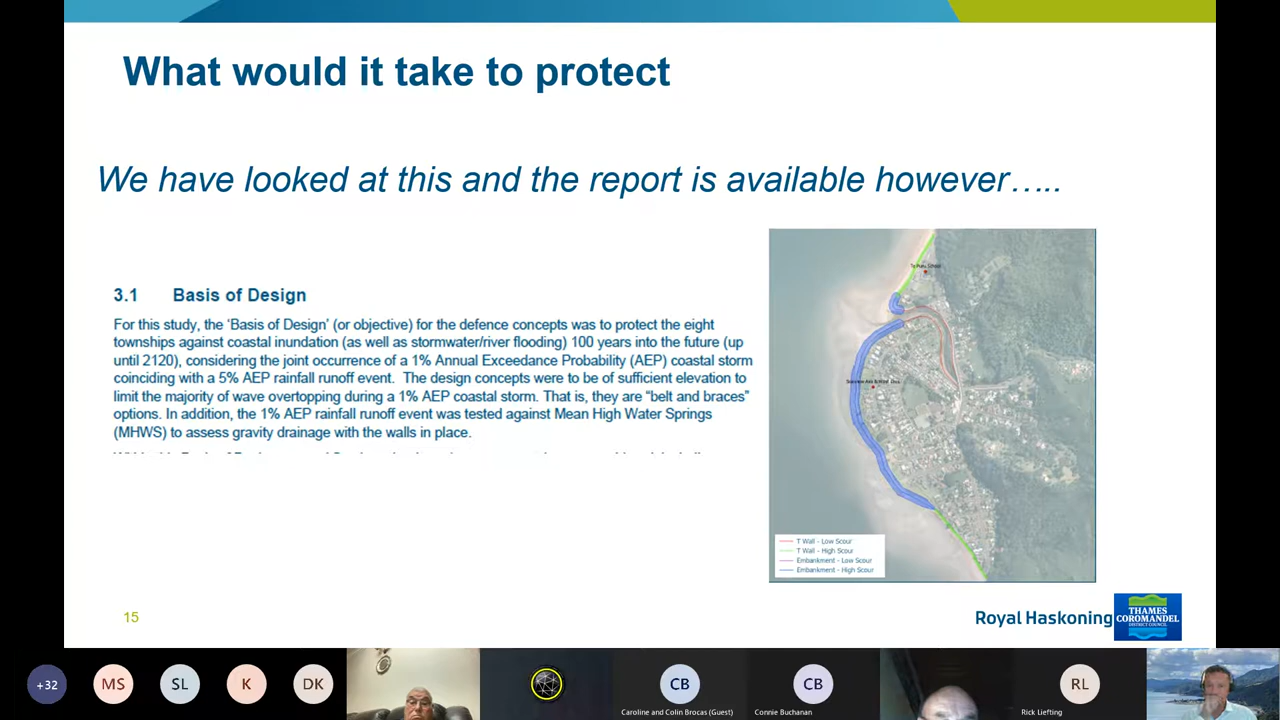 What would it take to protect
We have looked at this and the report is available however…..
3.1 Basis of Design
For this study, the ‘Basis of Design’ (or objective) for the defence concepts was to protect the eight
townships against coastal inundation (as well as stormwater/river flooding) 100 years into the future (up
until 2120), considering the joint occurrence of a 1% Annual Exceedance Probability (AEP) coastal storm
coinciding with a 5% AEP rainfall runoff event. The design concepts were to be of sufficient elevation to
limit the majority of wave overtopping during a 1% AEP coastal storm. That is, they are “belt and braces”
options. In addition, the 1% AEP rainfall runoff event was tested against Mean High Water Springs
(MHWS) to assess gravity drainage with the walls in place.
Te Puru School
T Wall - Low Scour
T Wall - High Scour
Embankment - Low Scour
Embankment - High Scour
15
Royal Haskoning
THAMES
COROMANDEL
DISTRICT COUNCIL
+32
MS
SL
K
DK
CB
CB
RL
Caroline and Colin Brocas (Guest)
Connie Buchanan
Rick Liefting